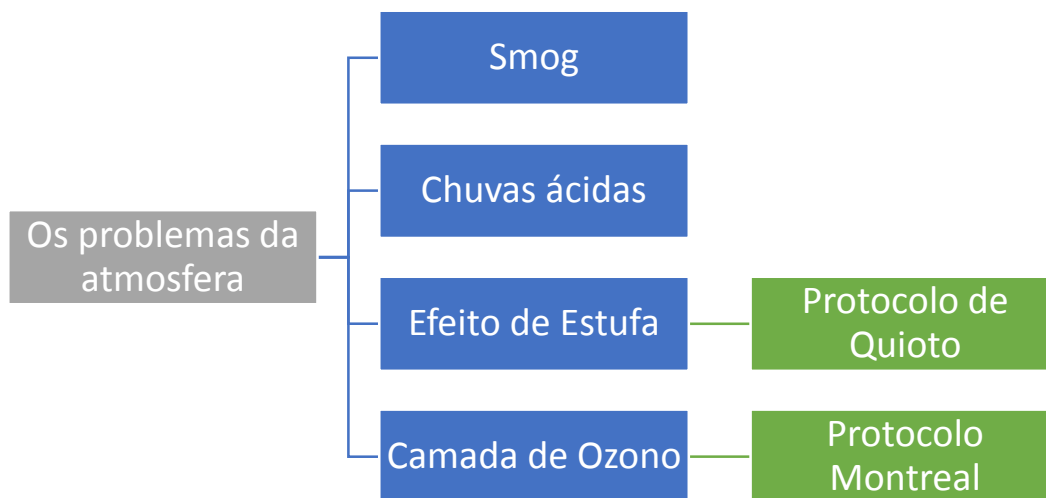 Smog
Chuvas ácidas
Os problemas da
atmosfera
Efeito de Estufa
Protocolo de
Quioto
Camada de Ozono
Protocolo
Montreal